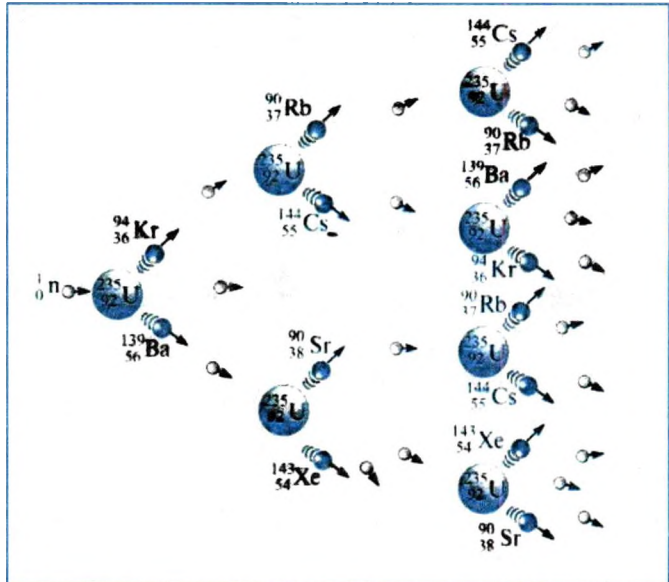 144
55 Cs
235
92 U
90
37 Rb
90
37 Rb
235
92 U
144
55 Cs
139
56 Ba
235
92 U
94
36 Kr
94
36 Kr
1
0 n
235
92 U
139
56 Ba
90
37 Rb
235
92 U
144
55 Cs
90
38 Sr
235
92 U
143
54 Xe
143
54 Xe
235
92 U
90
38 Sr